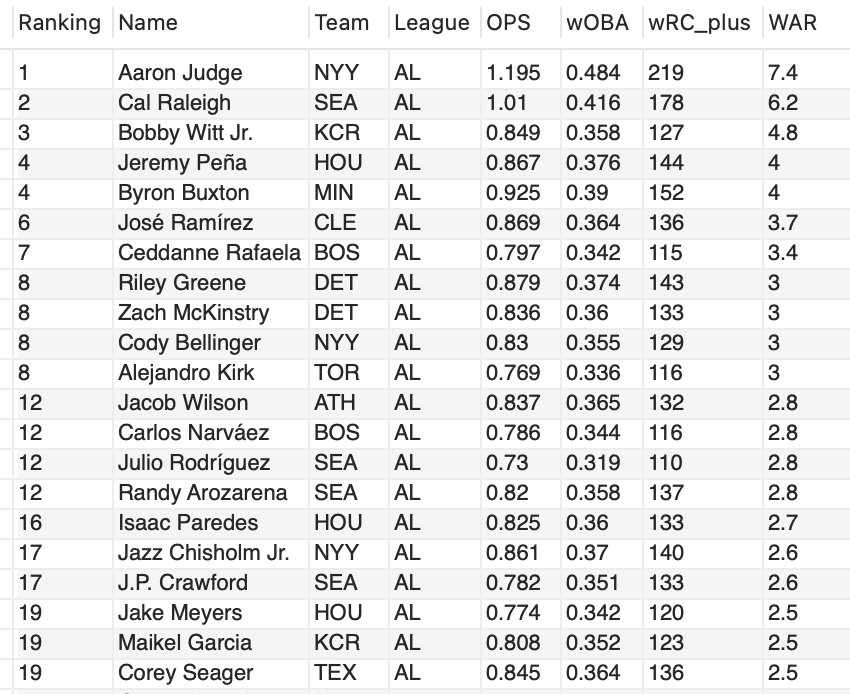 Ranking Name Team League OPS wOBA wRC_plus WAR
1 Aaron Judge NYY AL 1.195 0.484 219 7.4
2 Cal Raleigh SEA AL 1.01 0.416 178 6.2
3 Bobby Witt Jr. KCR AL 0.849 0.358 127 4.8
4 Jeremy Peña HOU AL 0.867 0.376 144 4
4 Byron Buxton MIN AL 0.925 0.39 152 4
6 José Ramírez CLE AL 0.869 0.364 136 3.7
7 Ceddanne Rafaela BOS AL 0.797 0.342 115 3.4
8 Riley Greene DET AL 0.879 0.374 143 3
8 Zach McKinstry DET AL 0.836 0.36 133 3
8 Cody Bellinger NYY AL 0.83 0.355 129 3
8 Alejandro Kirk TOR AL 0.769 0.336 116 3
12 Jacob Wilson ATH AL 0.837 0.365 132 2.8
12 Carlos Narváez BOS AL 0.786 0.344 116 2.8
12 Julio Rodríguez SEA AL 0.73 0.319 110 2.8
12 Randy Arozarena SEA AL 0.82 0.358 137 2.8
16 Isaac Paredes HOU AL 0.825 0.36 133 2.7
17 Jazz Chisholm Jr. NYY AL 0.861 0.37 140 2.6
17 J.P. Crawford SEA AL 0.782 0.351 133 2.6
19 Jake Meyers HOU AL 0.774 0.342 120 2.5
19 Maikel Garcia KCR AL 0.808 0.352 123 2.5
19 Corey Seager TEX AL 0.845 0.364 136 2.5